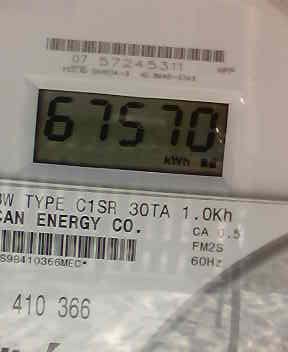 07 57245311
67570
kWh
W TYPE C1SR 30TA 1.0Kh
CAN ENERGY CO.
CA 0.5
FM2S
60Hz
410 366